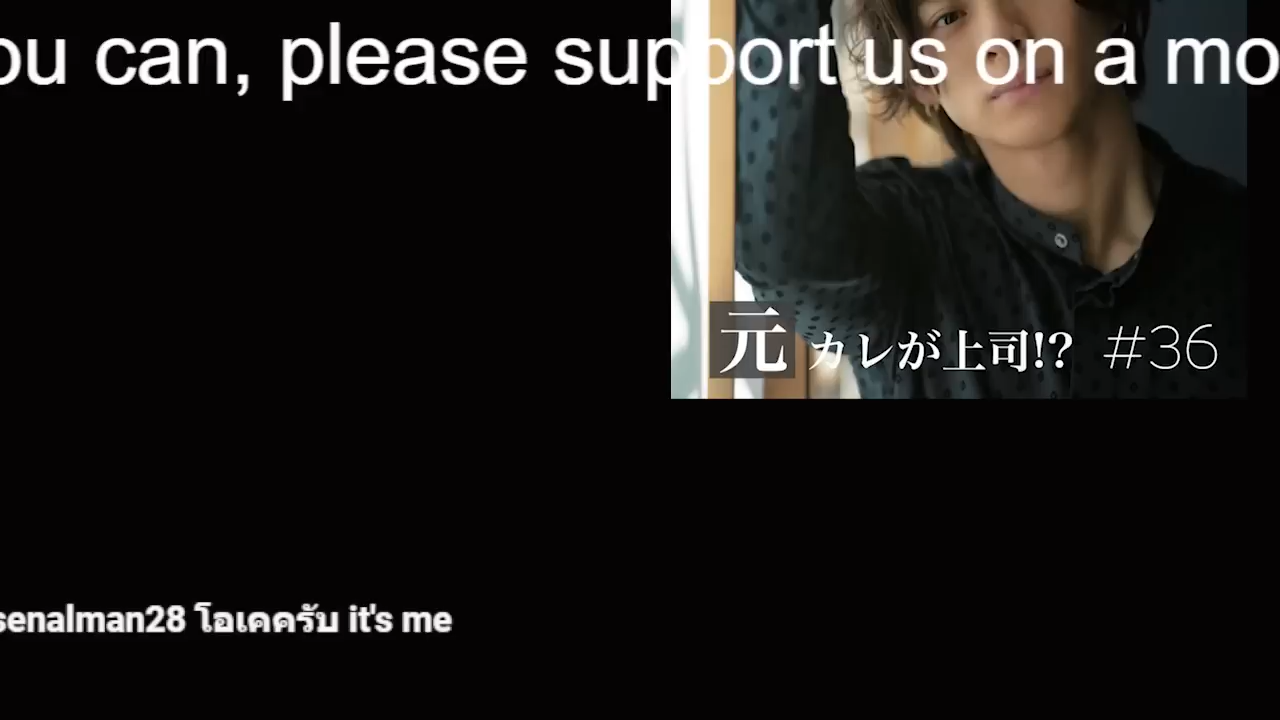 ou can, please support us on a mo
元カレが上司!? #36
senalman28 โอเคครับ it's me